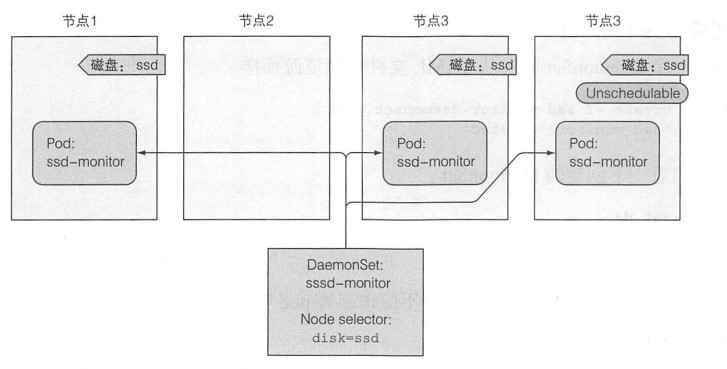 节点1
节点2
节点3
节点3
磁盘：ssd
磁盘：ssd
磁盘：ssd
Unschedulable
Pod:
ssd-monitor
Pod:
ssd-monitor
Pod:
ssd-monitor
DaemonSet:
sssd-monitor
Node selector:
disk=ssd